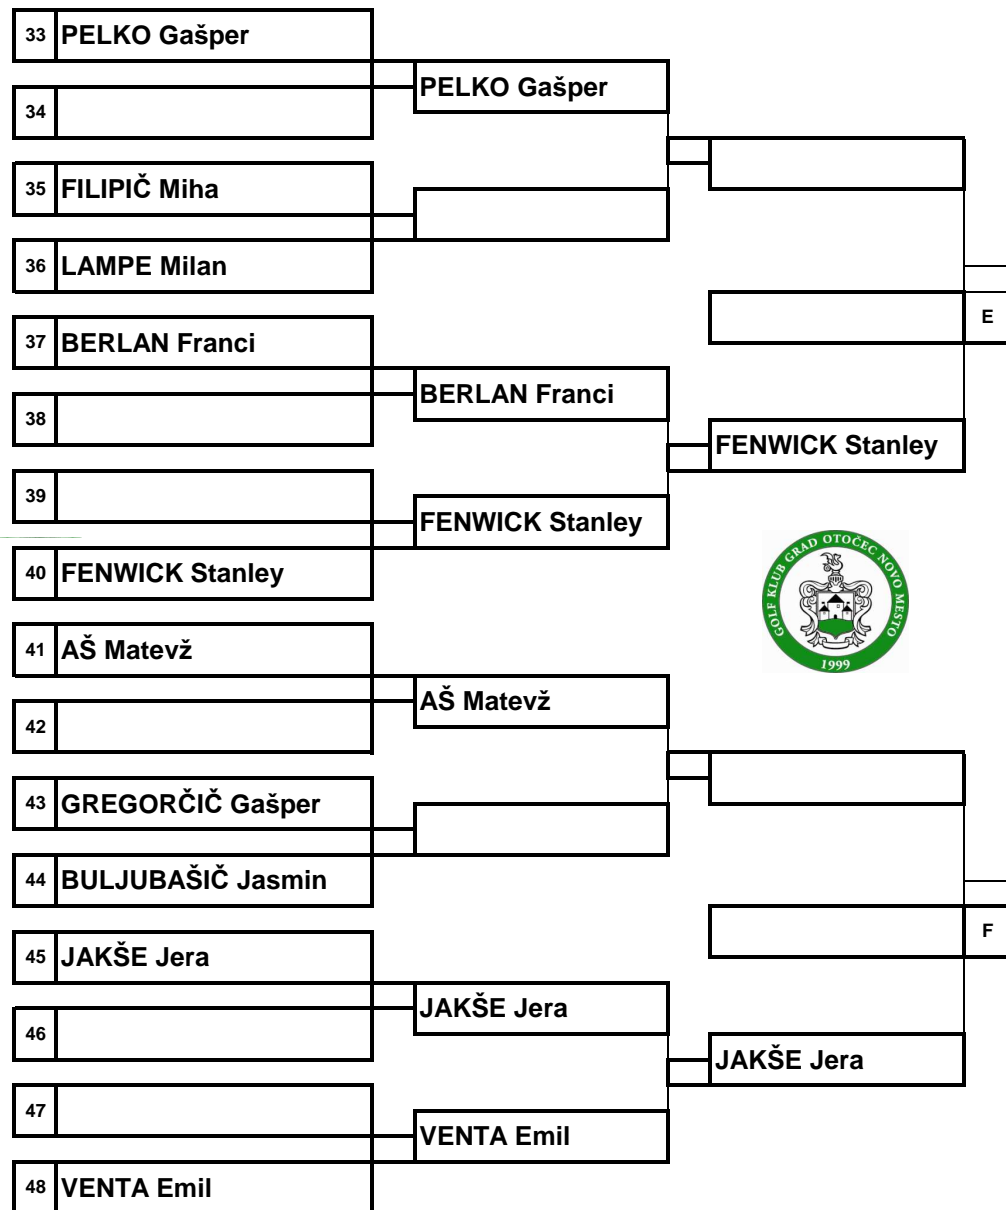 33 PELKO Gašper
PELKO Gašper
34
35 FILIPIČ Miha
36 LAMPE Milan
E
37 BERLAN Franci
BERLAN Franci
38
FENWICK Stanley
39
FENWICK Stanley
40 FENWICK Stanley
GOLF KLUB GRAD OTOČEC NOVO MESTO
1999
41 AŠ Matevž
AŠ Matevž
42
43 GREGORČIČ Gašper
44 BULJUBAŠIČ Jasmin
F
45 JAKŠE Jera
JAKŠE Jera
46
JAKŠE Jera
47
VENTA Emil
48 VENTA Emil